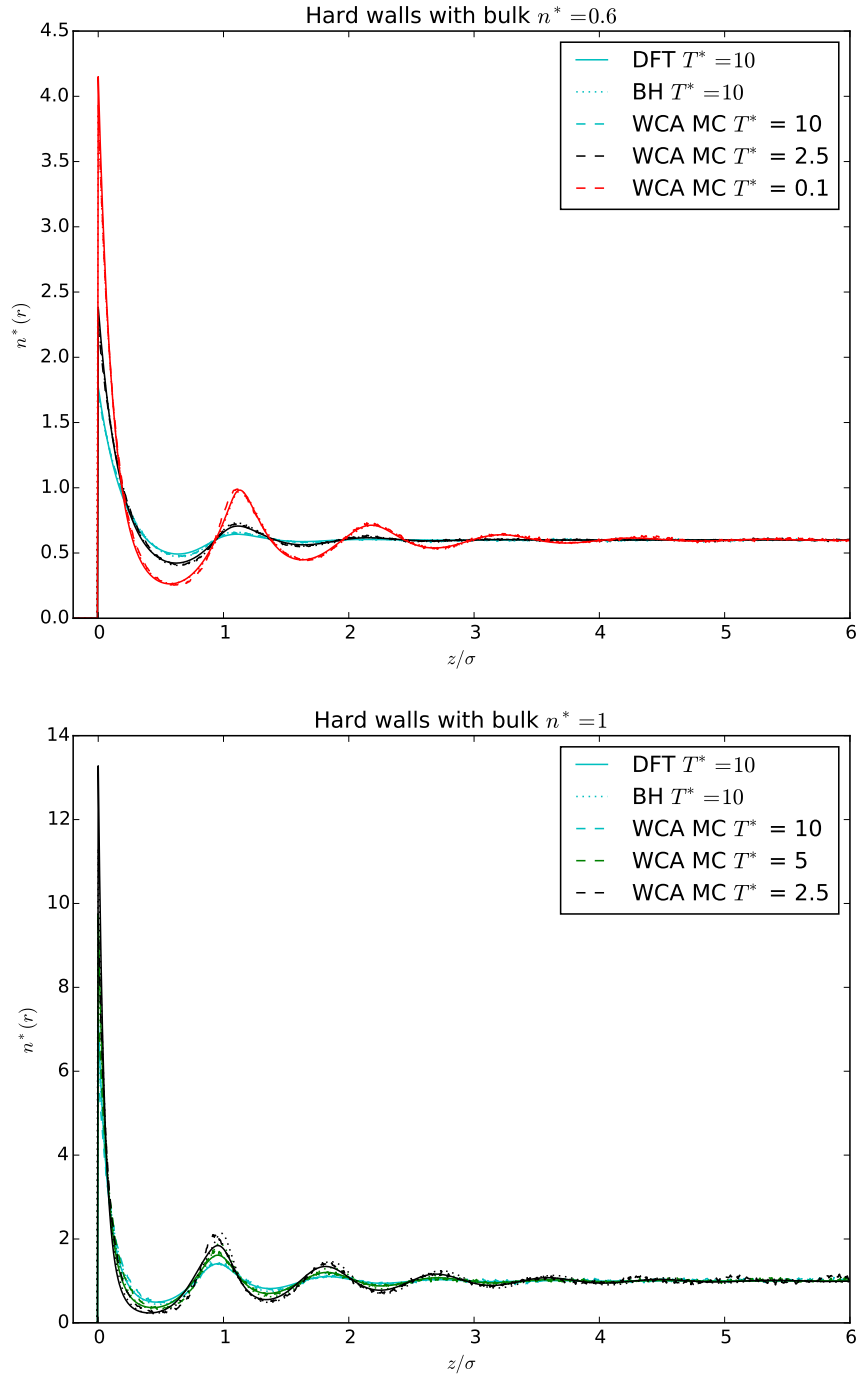 Hard walls with bulk n* =0.6
4.5
4.0
3.5
3.0
2.5
2.0
1.5
1.0
0.5
0.0
n*(r)
DFT T* =10
BH T* =10
WCA MC T* = 10
WCA MC T* = 2.5
WCA MC T* = 0.1
0 1 2 3 4 5 6
z/σ
Hard walls with bulk n* =1
14
12
10
8
6
4
2
0
n*(r)
DFT T* =10
BH T* =10
WCA MC T* = 10
WCA MC T* = 5
WCA MC T* = 2.5
0 1 2 3 4 5 6
z/σ